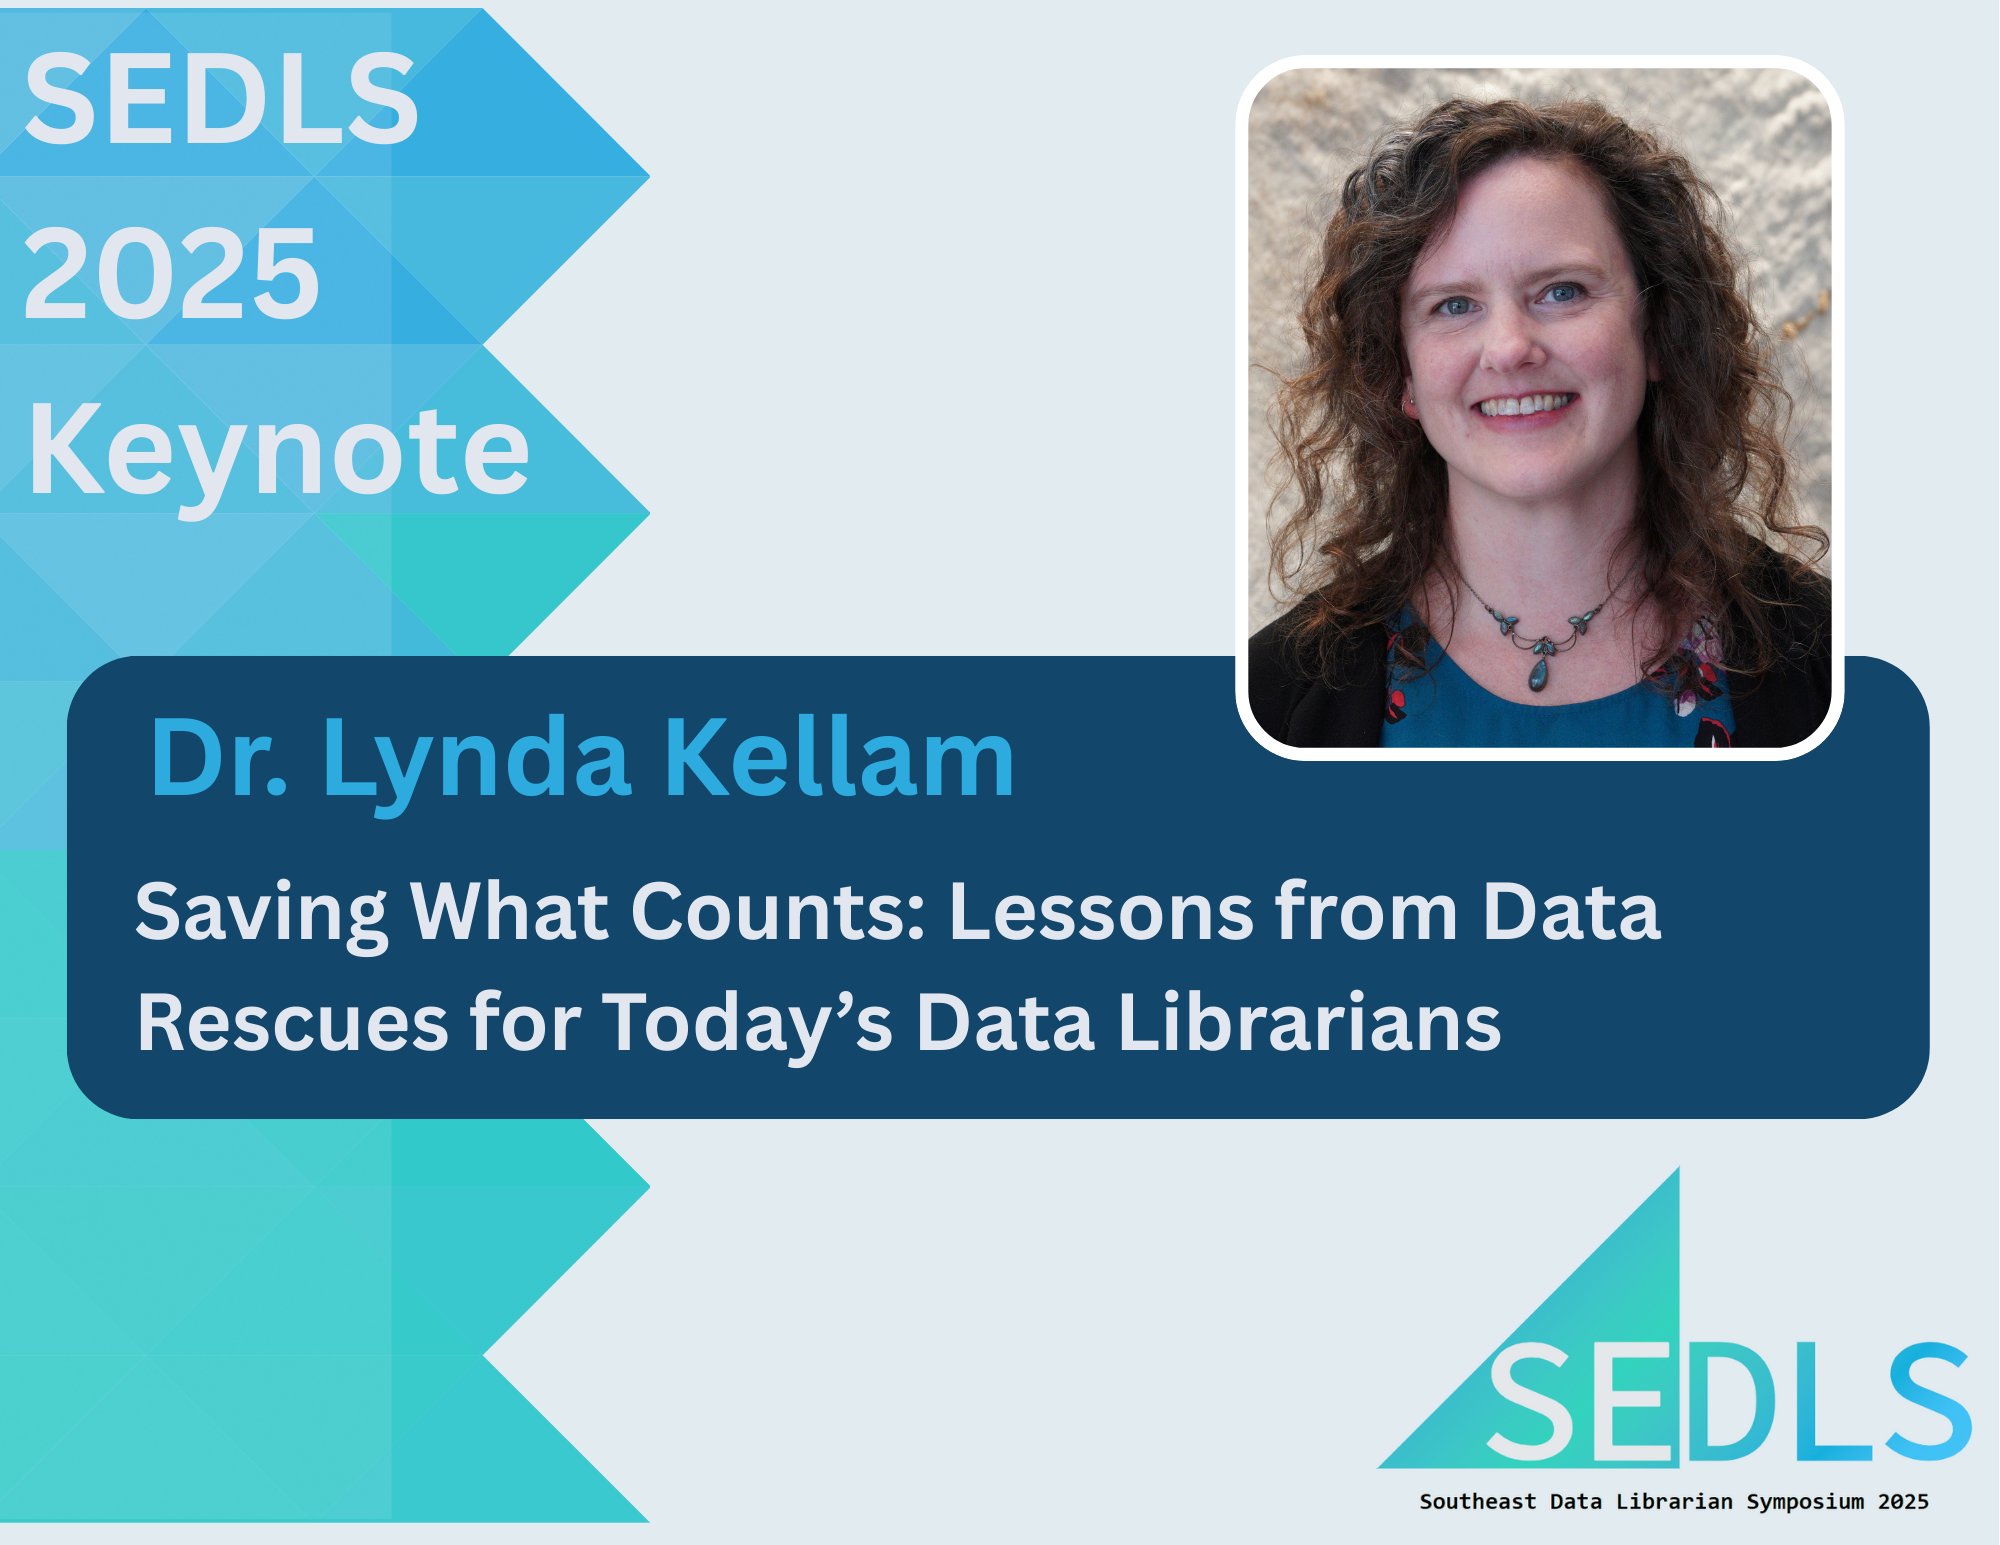 SEDLS
2025
Keynote
Dr. Lynda Kellam
Saving What Counts: Lessons from Data
Rescues for Today’s Data Librarians
SEDLS
Southeast Data Librarian Symposium 2025